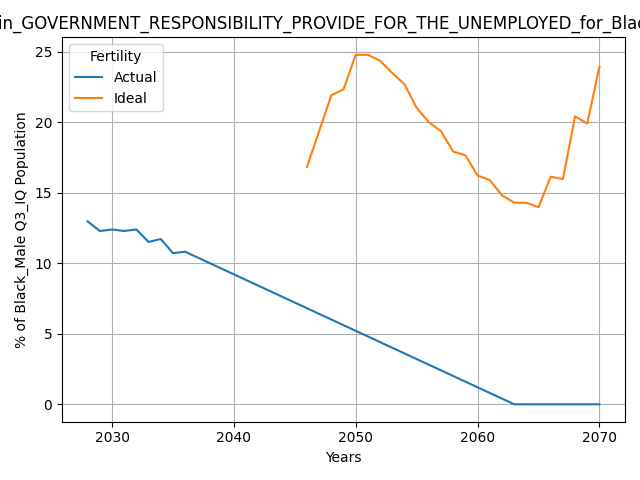 in_GOVERNMENT_RESPONSIBILITY_PROVIDE_FOR_THE_UNEMPLOYED_for_Blac
Fertility
Actual
Ideal
25
20
15
10
5
0
% of Black_Male Q3_IQ Population
2030 2040 2050 2060 2070
Years